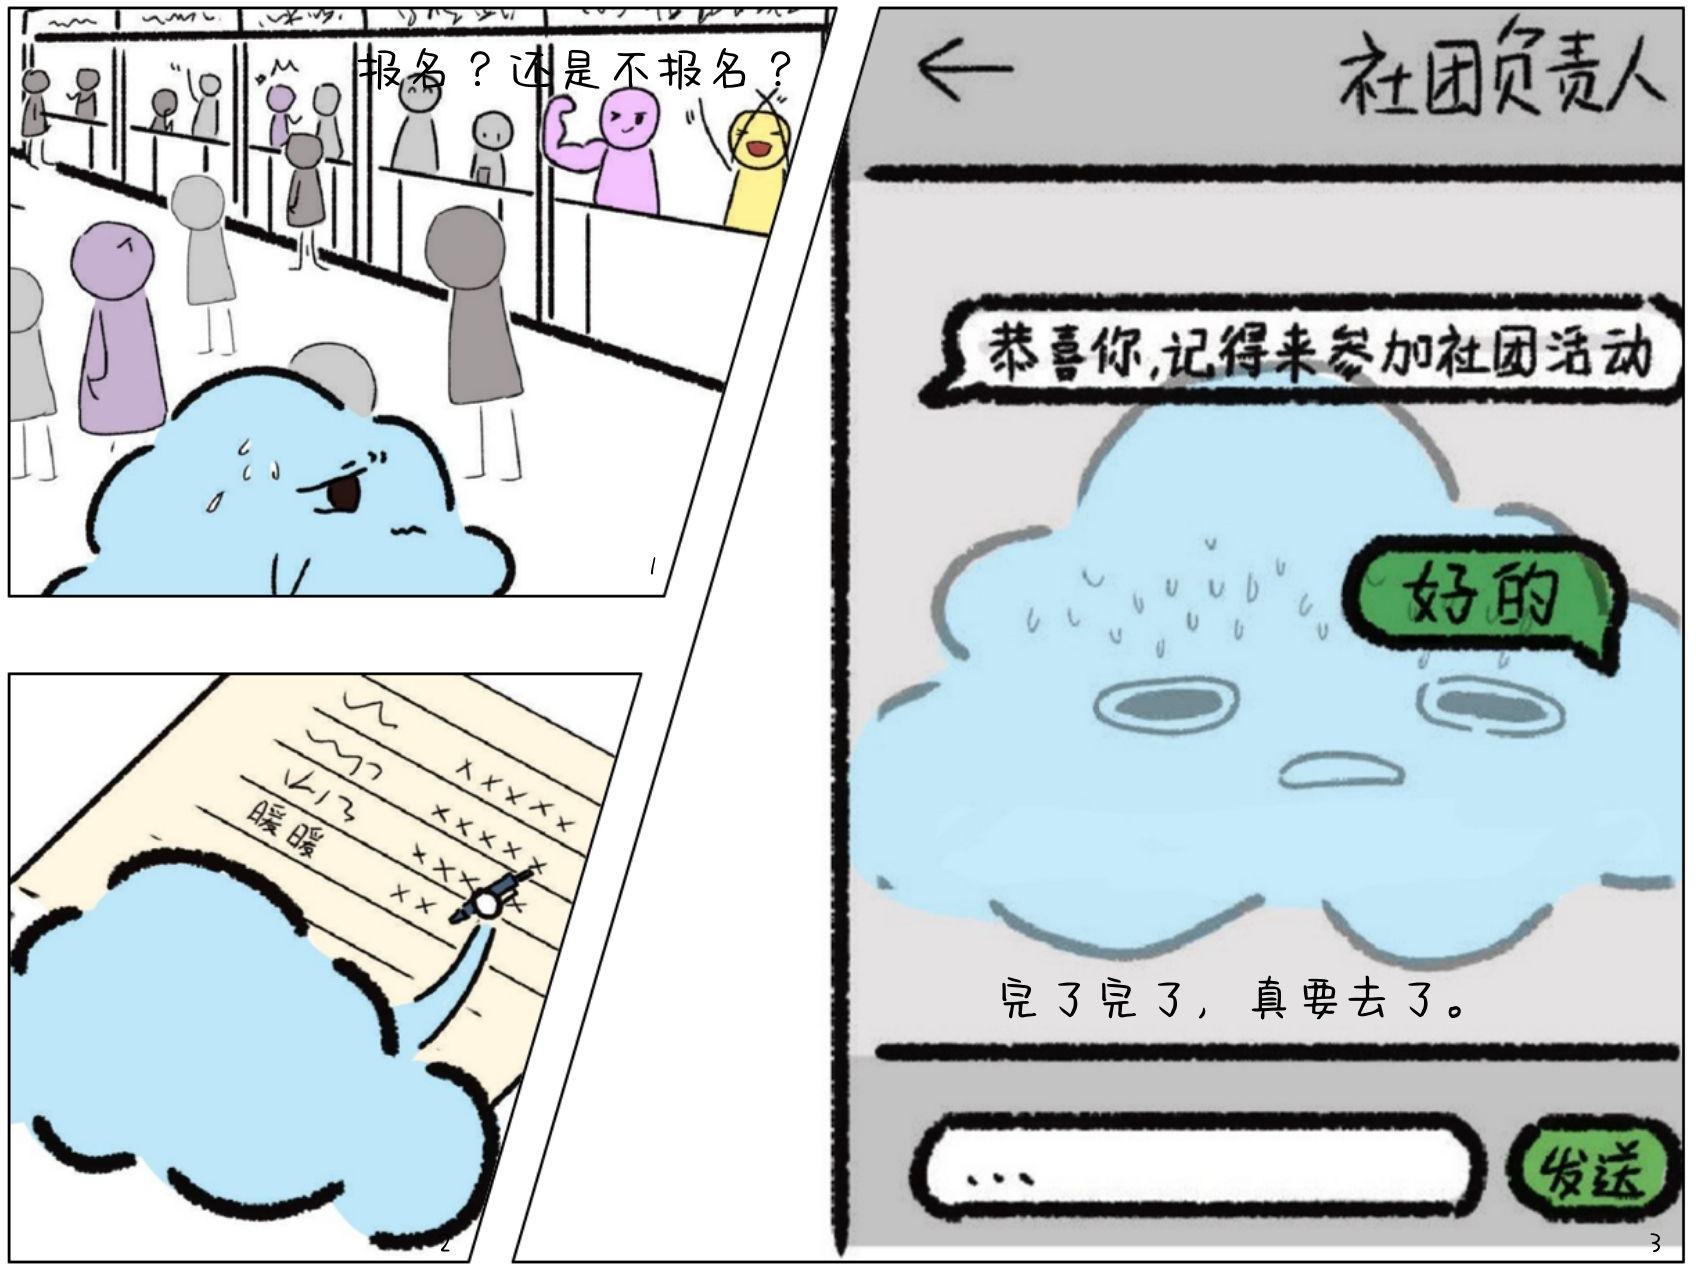 报名？还是不报名？
1
暖暖
×××××
×××××
2
社团负责人
恭喜你,记得来参加社团活动
好的
完了完了，真要去了。
...
发送
3